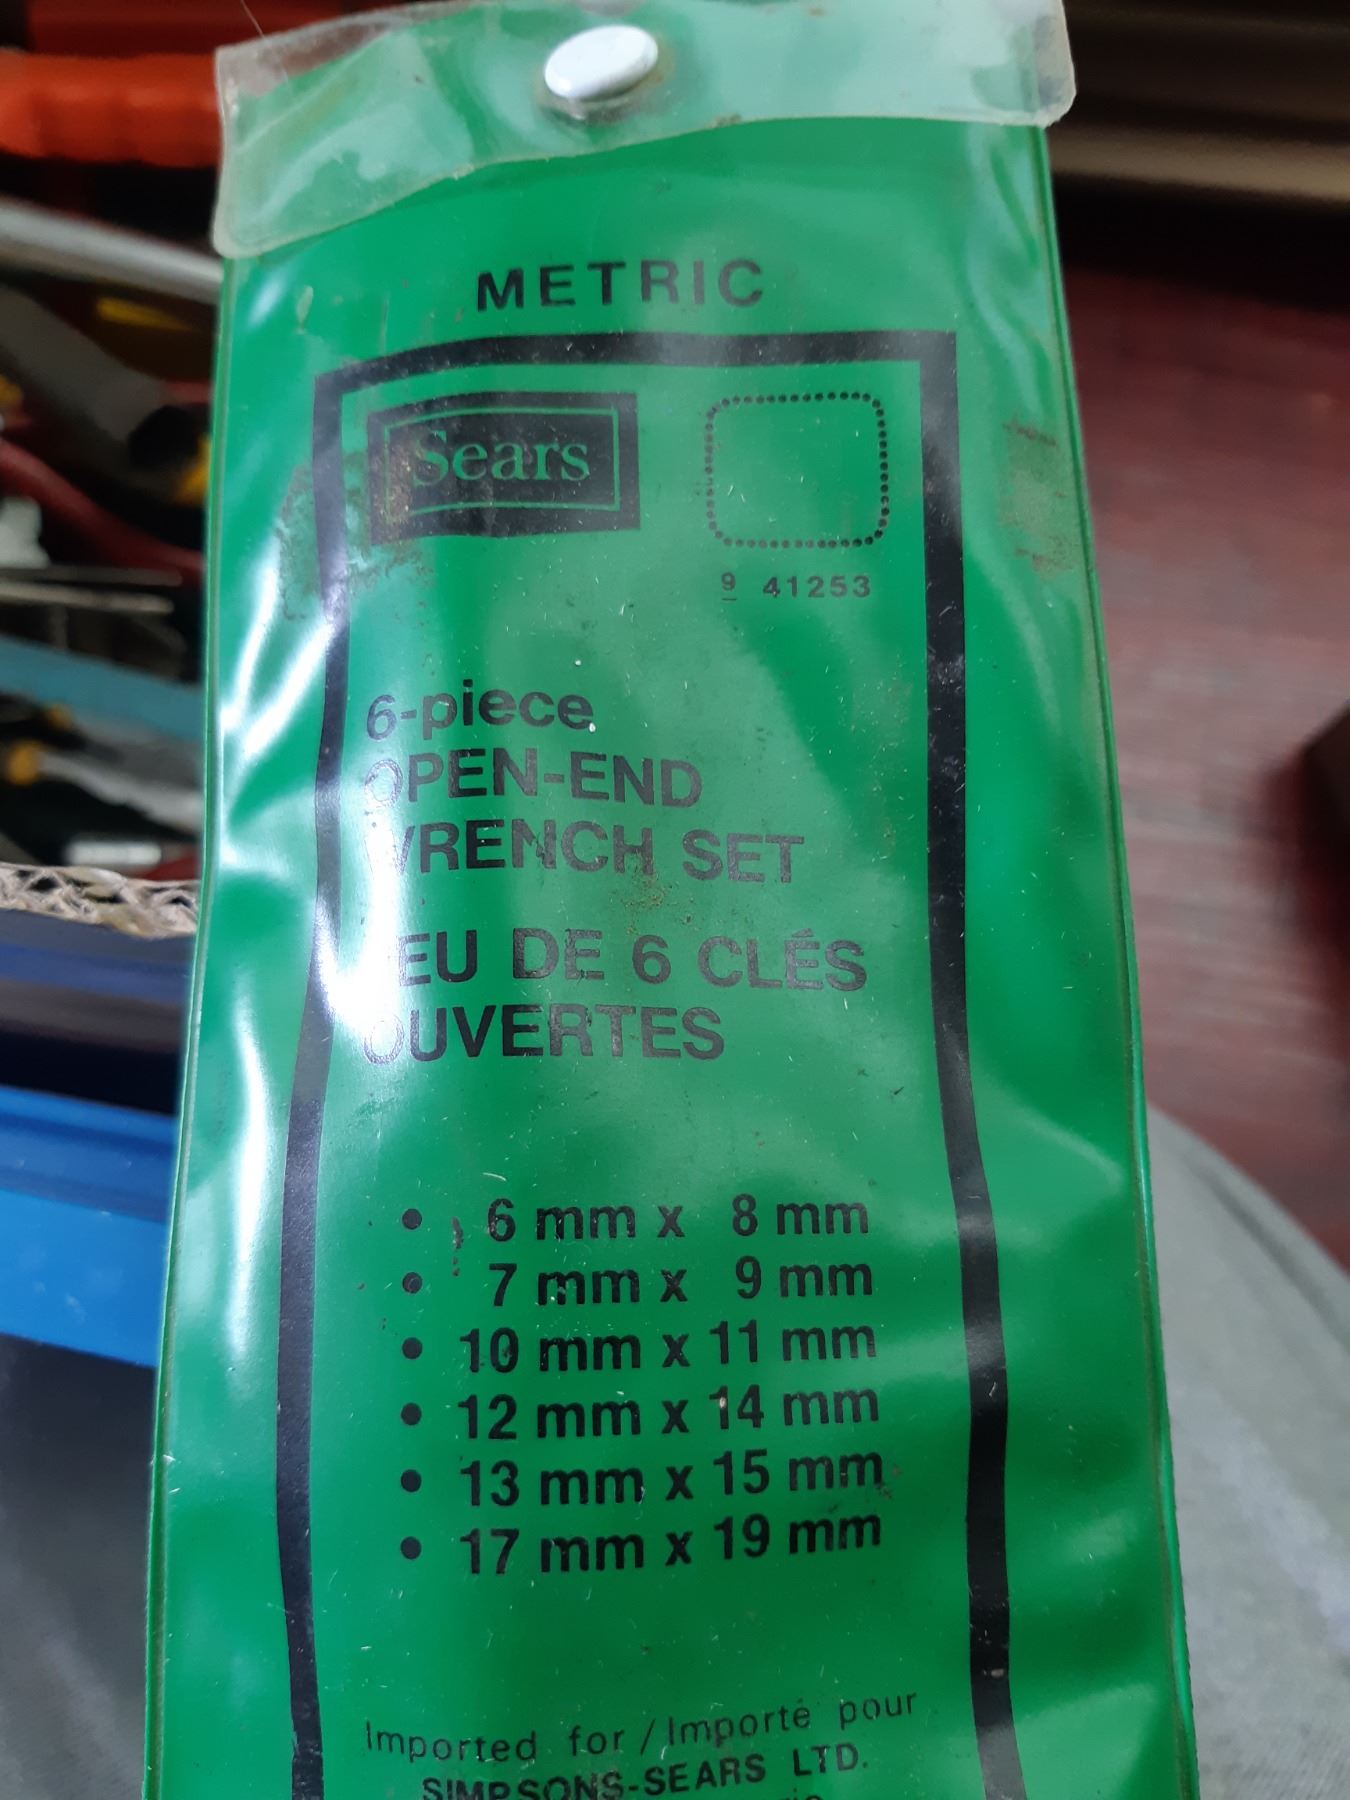 METRIC
Sears
9 41253
6-piece
OPEN-END
WRENCH SET
JEU DE 6 CLÉS
OUVERTES
• 6 mm x 8 mm
• 7 mm x 9 mm
• 10 mm x 11 mm
• 12 mm x 14 mm
• 13 mm x 15 mm
• 17 mm x 19 mm
Imported for / Importé pour
SIMPSONS-SEARS LTD.